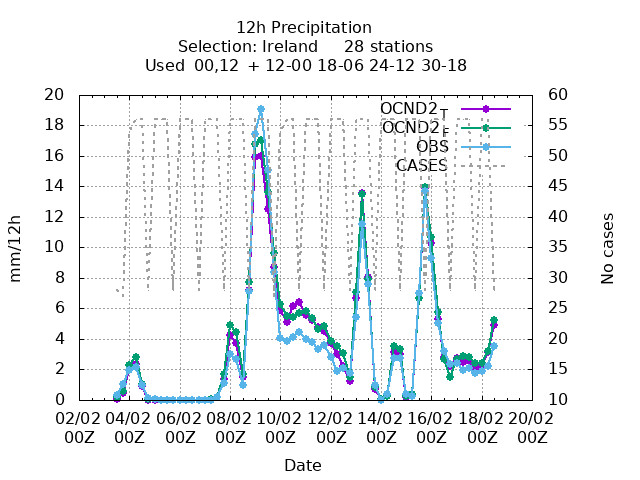 12h Precipitation
Selection: Ireland 28 stations
Used 00,12 + 12-00 18-06 24-12 30-18
20 60
OCND2_T
18 55
OCND2_F
16 OBS 50
CASES
14 45
12 40
10 35
8 30
6 25
4 20
2 15
0 10
mm/12h
No cases
02/02 04/02 06/02 08/02 10/02 12/02 14/02 16/02 18/02 20/02
00Z 00Z 00Z 00Z 00Z 00Z 00Z 00Z 00Z 00Z
Date